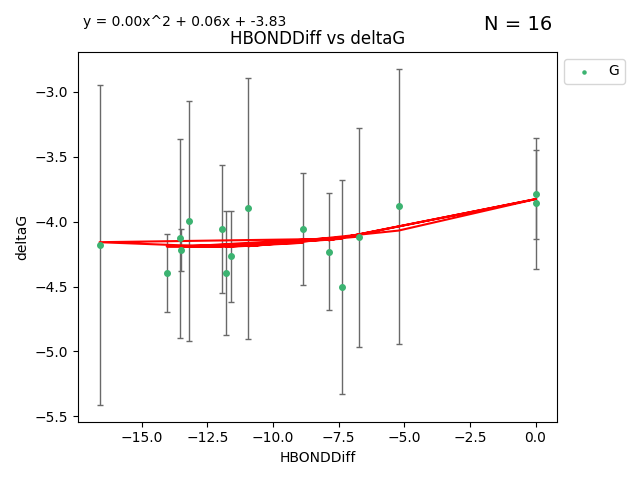 y = 0.00x^2 + 0.06x + -3.83
N = 16
HBONDDiff vs deltaG
G
−3.0
−3.5
−4.0
−4.5
−5.0
−5.5
deltaG
−15.0 −12.5 −10.0 −7.5 −5.0 −2.5 0.0
HBONDDiff